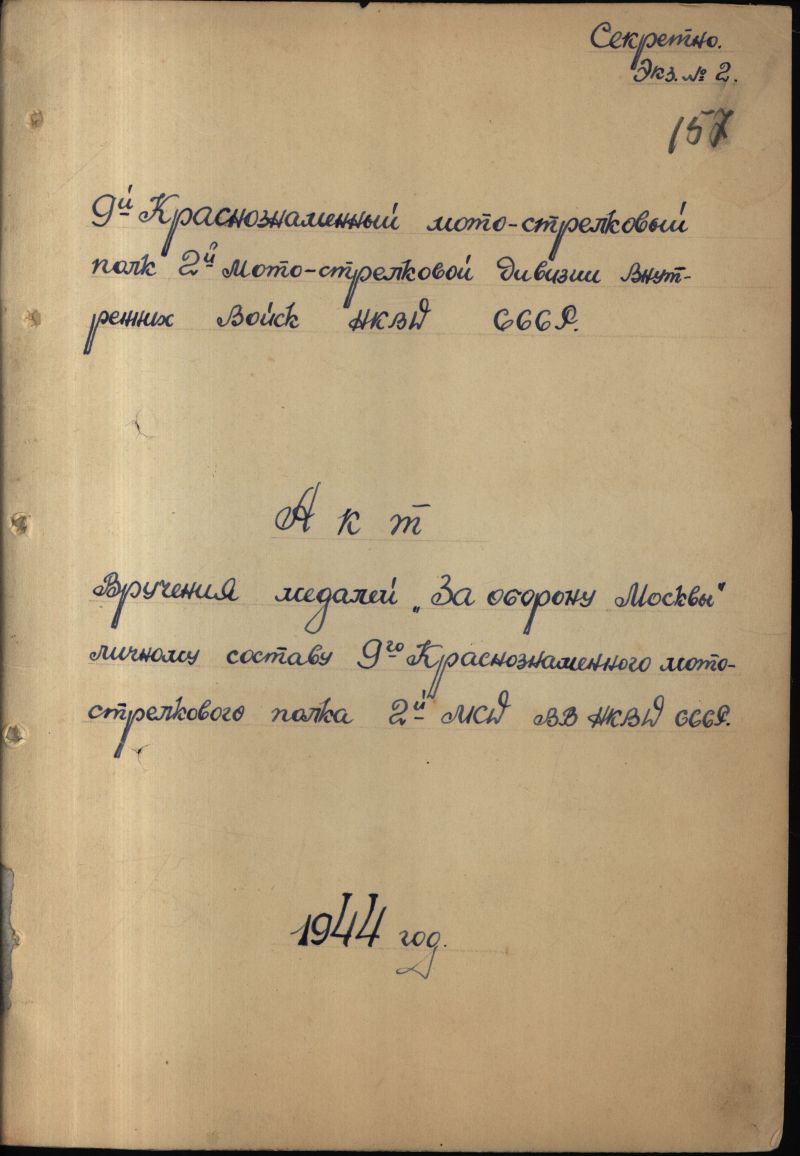 Секретно.
Экз. № 2.
157
9й Краснознаменный мото-стрелковый
полк 2й Мото-стрелковой дивизии Внут-
ренних Войск НКВД СССР.
Акт
Вручения медалей „За оборону Москвы"
личному составу 9го Краснознаменного мото-
стрелкового полка 2й МСД ВВ НКВД СССР.
1944 год.